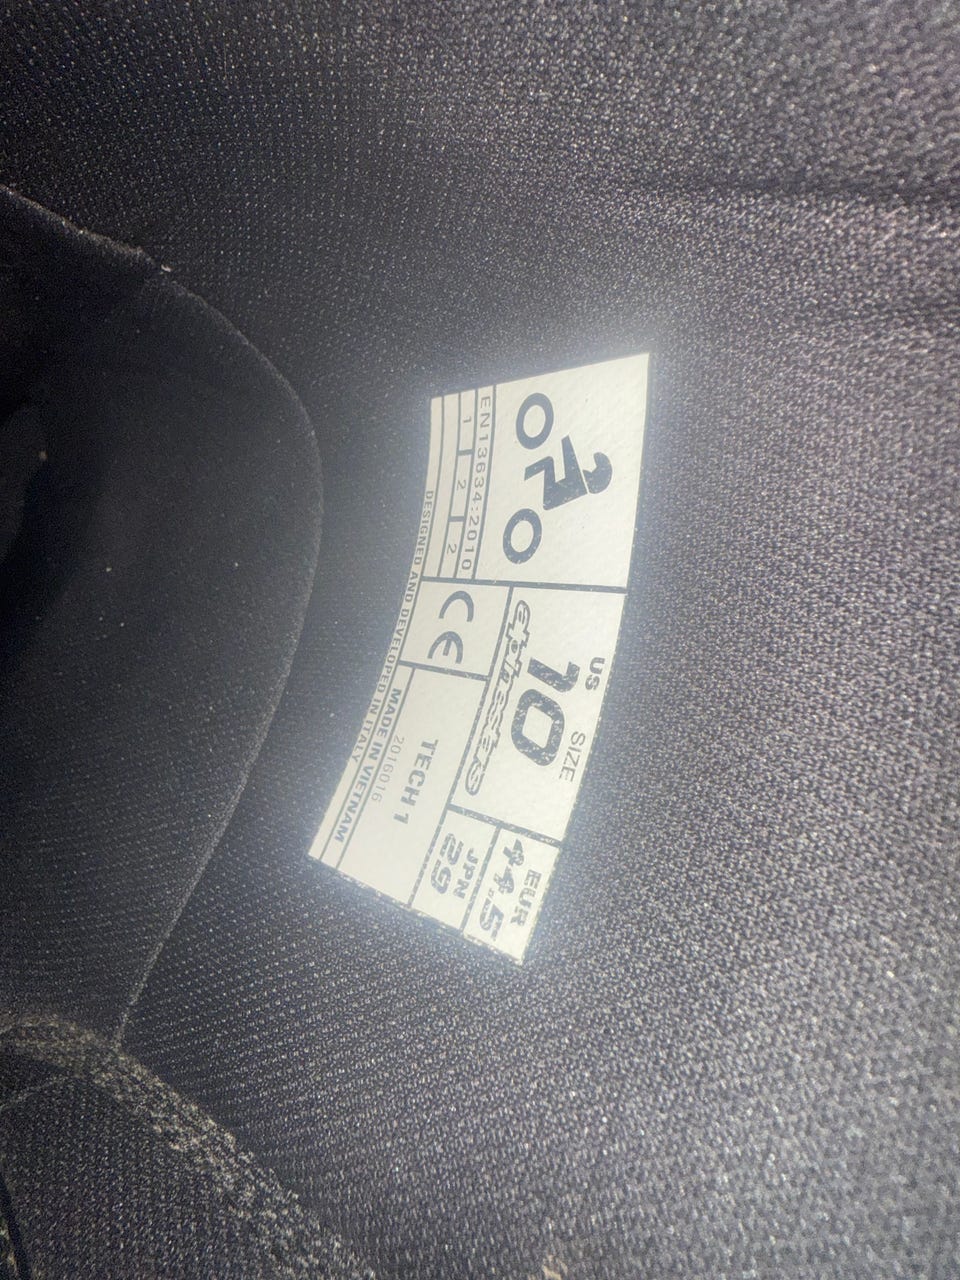 EN13634:2010
1 2 2
CE
US SIZE
10
alpinestars
EUR
44.5
JPN
29
TECH 1
2016016
MADE IN VIETNAM
DESIGNED AND DEVELOPED IN ITALY